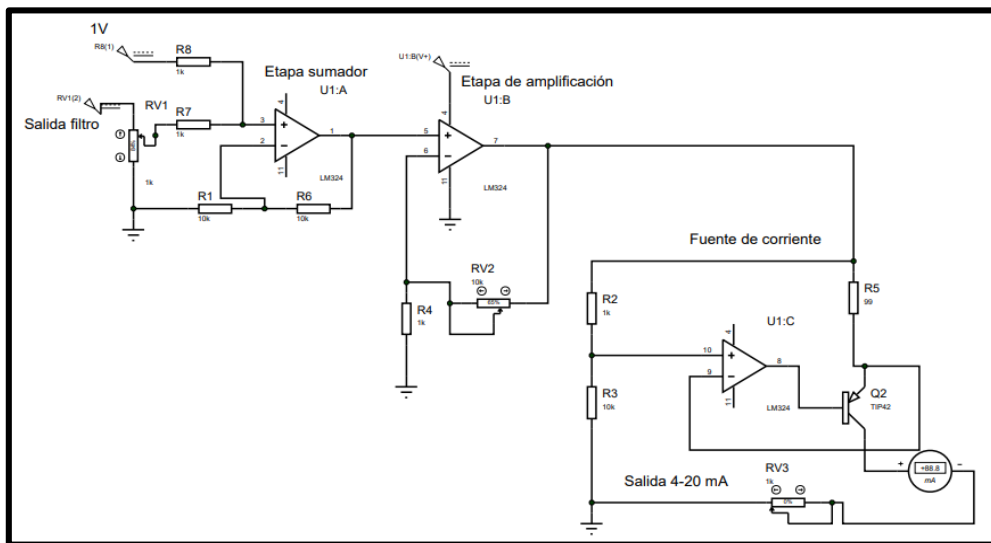 1V
R8(1)
R8
1k
Etapa sumador
U1:A
RV1(2)
RV1
Salida filtro
R7
1k
1k
4
3
2
1
11
LM324
R1
10k
R6
10k
U1:B(V+)
Etapa de amplificación
U1:B
4
5
6
7
11
LM324
RV2
10k
65%
R4
1k
Fuente de corriente
R2
1k
R5
99
U1:C
4
10
9
8
11
LM324
R3
10k
Q2
TIP42
Salida 4-20 mA
RV3
1k
0%
+
+88.8
mA
−